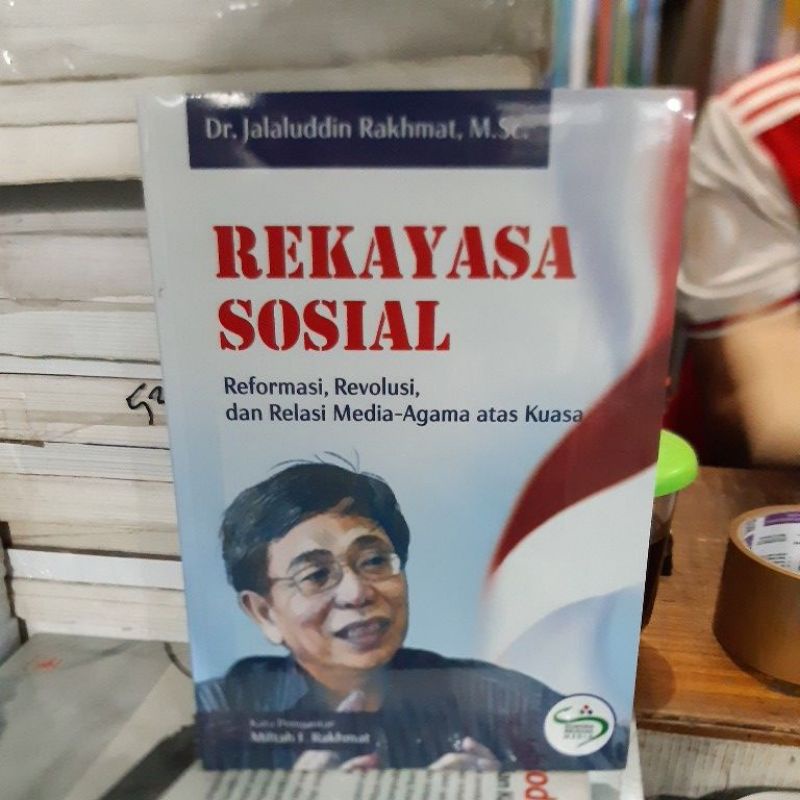 Dr. Jalaluddin Rakhmat, M.Sc.
REKAYASA
SOSIAL
Reformasi, Revolusi,
dan Relasi Media-Agama atas Kuasa
Kata Pengantar
Miftah F. Rakhmat